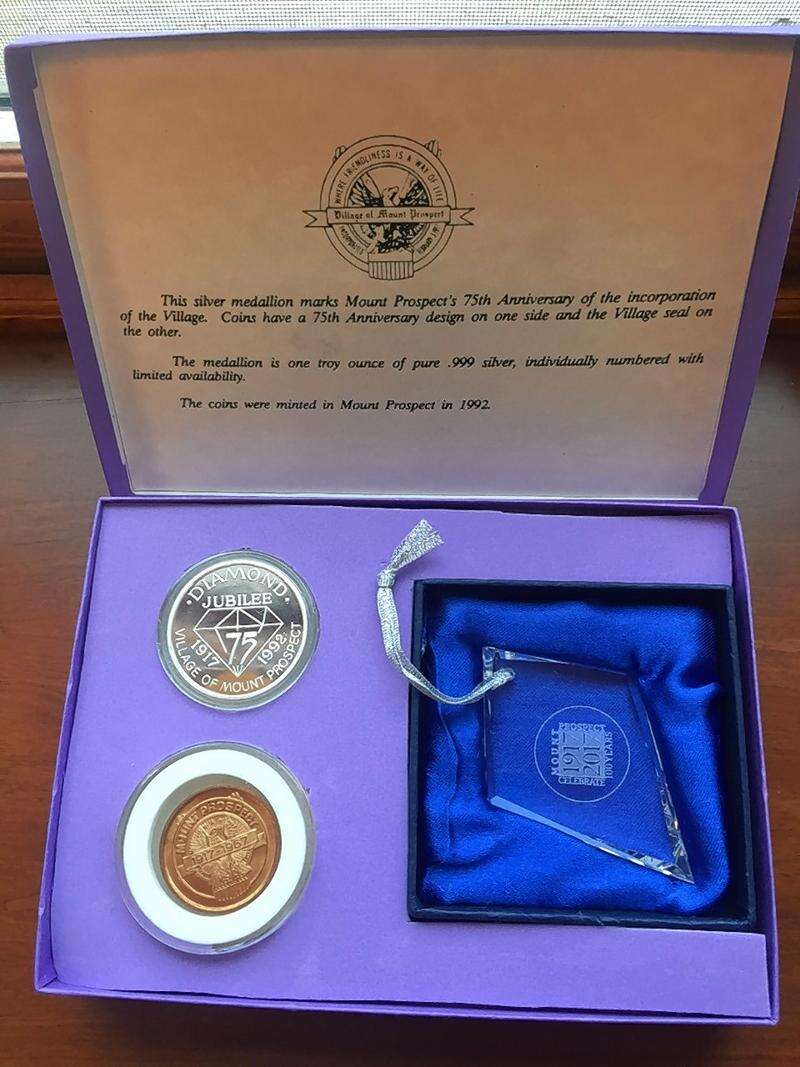 WHERE FRIENDLINESS IS A WAY OF LIFE
Village of Mount Prospect
INCORPORATED
This silver medallion marks Mount Prospect's 75th Anniversary of the incorporation
of the Village. Coins have a 75th Anniversary design on one side and the Village seal on
the other.
The medallion is one troy ounce of pure .999 silver, individually numbered with
limited availability.
The coins were minted in Mount Prospect in 1992.
DIAMOND
JUBILEE
75
1917 1992
VILLAGE OF MOUNT PROSPECT
MOUNT PROSPECT
1917 1967
MOUNT
PROSPECT
1917
2017
100 YEARS
CELEBRATE